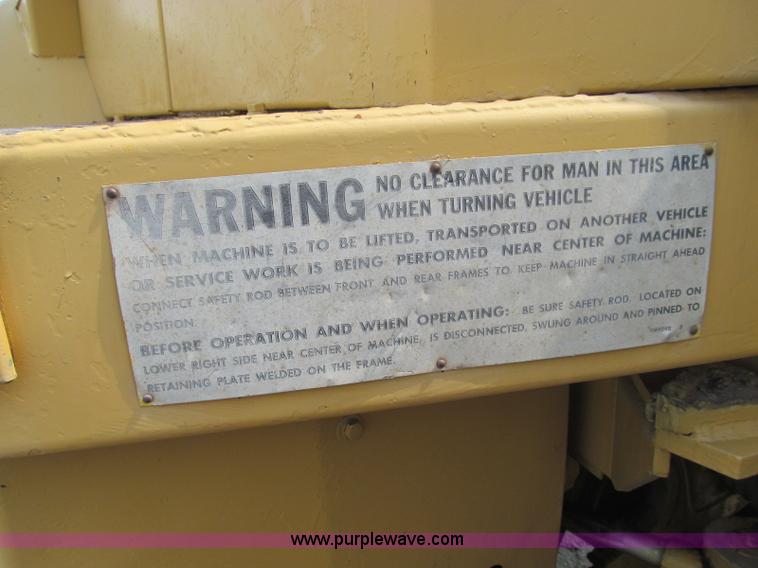 WARNING NO CLEARANCE FOR MAN IN THIS AREA
WHEN TURNING VEHICLE
WHEN MACHINE IS TO BE LIFTED, TRANSPORTED ON ANOTHER VEHICLE
OR SERVICE WORK IS BEING PERFORMED NEAR CENTER OF MACHINE:
CONNECT SAFETY ROD BETWEEN FRONT AND REAR FRAMES TO KEEP MACHINE IN STRAIGHT AHEAD
POSITION.
BEFORE OPERATION AND WHEN OPERATING: BE SURE SAFETY ROD, LOCATED ON
LOWER RIGHT SIDE NEAR CENTER OF MACHINE, IS DISCONNECTED, SWUNG AROUND AND PINNED TO
RETAINING PLATE WELDED ON THE FRAME.
www.purplewave.com